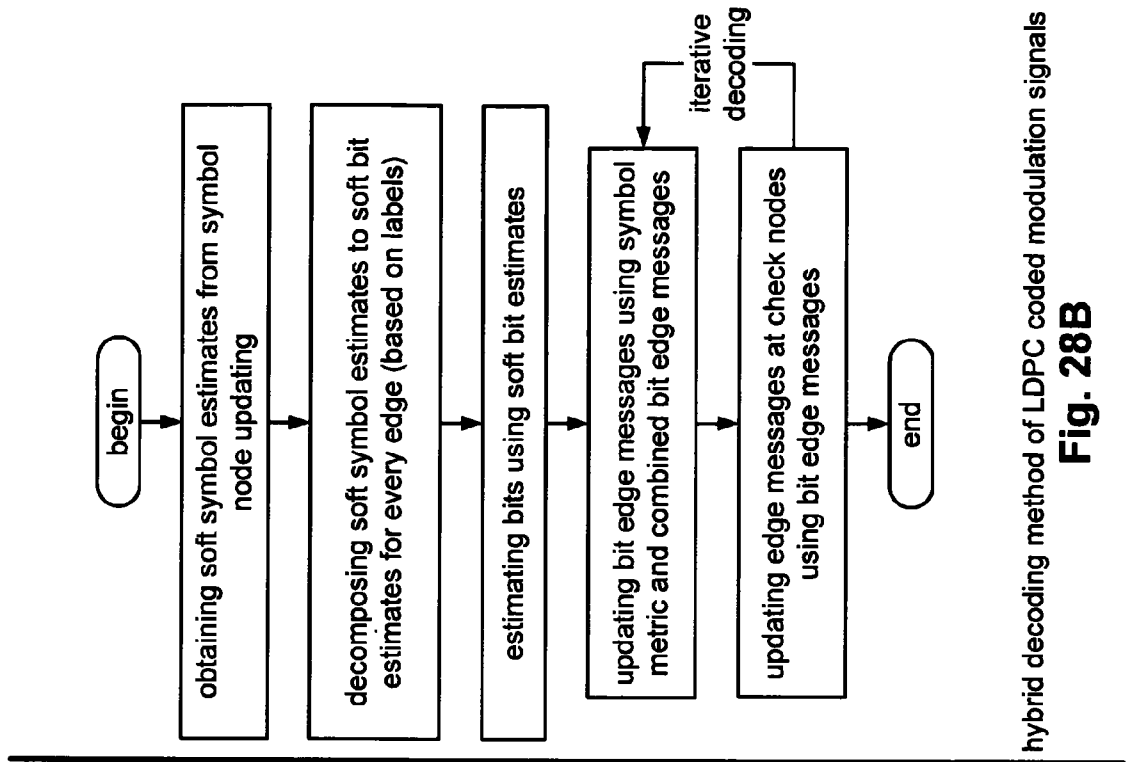 begin
obtaining soft symbol estimates from symbol
node updating
decomposing soft symbol estimates to soft bit
estimates for every edge (based on labels)
estimating bits using soft bit estimates
updating bit edge messages using symbol
metric and combined bit edge messages
iterative
decoding
updating edge messages at check nodes
using bit edge messages
end
hybrid decoding method of LDPC coded modulation signals
Fig. 28B